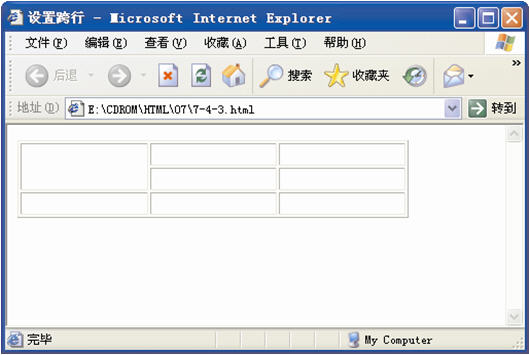 设置跨行 - Microsoft Internet Explorer
文件(F) 编辑(E) 查看(V) 收藏(A) 工具(T) 帮助(H)
后退 搜索 收藏夹 »
地址(D) E:\CDROM\HTML\07\7-4-3.html 转到
完毕 My Computer